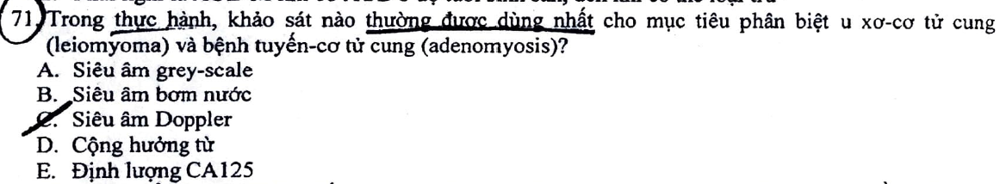 71. Trong thực hành, khảo sát nào thường được dùng nhất cho mục tiêu phân biệt u xơ-cơ tử cung
(leiomyoma) và bệnh tuyến-cơ tử cung (adenomyosis)?
A. Siêu âm grey-scale
B. Siêu âm bơm nước
C. Siêu âm Doppler
D. Cộng hưởng từ
E. Định lượng CA125